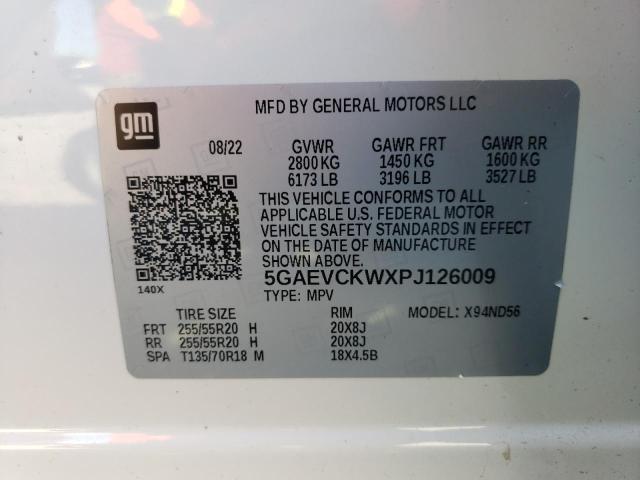 gm
MFD BY GENERAL MOTORS LLC
08/22 GVWR GAWR FRT GAWR RR
2800 KG 1450 KG 1600 KG
6173 LB 3196 LB 3527 LB
THIS VEHICLE CONFORMS TO ALL
APPLICABLE U.S. FEDERAL MOTOR
VEHICLE SAFETY STANDARDS IN EFFECT
ON THE DATE OF MANUFACTURE
SHOWN ABOVE.
5GAEVCKWXPJ126009
140X TYPE: MPV
TIRE SIZE RIM MODEL: X94ND56
FRT 255/55R20 H 20X8J
RR 255/55R20 H 20X8J
SPA T135/70R18 M 18X4.5B